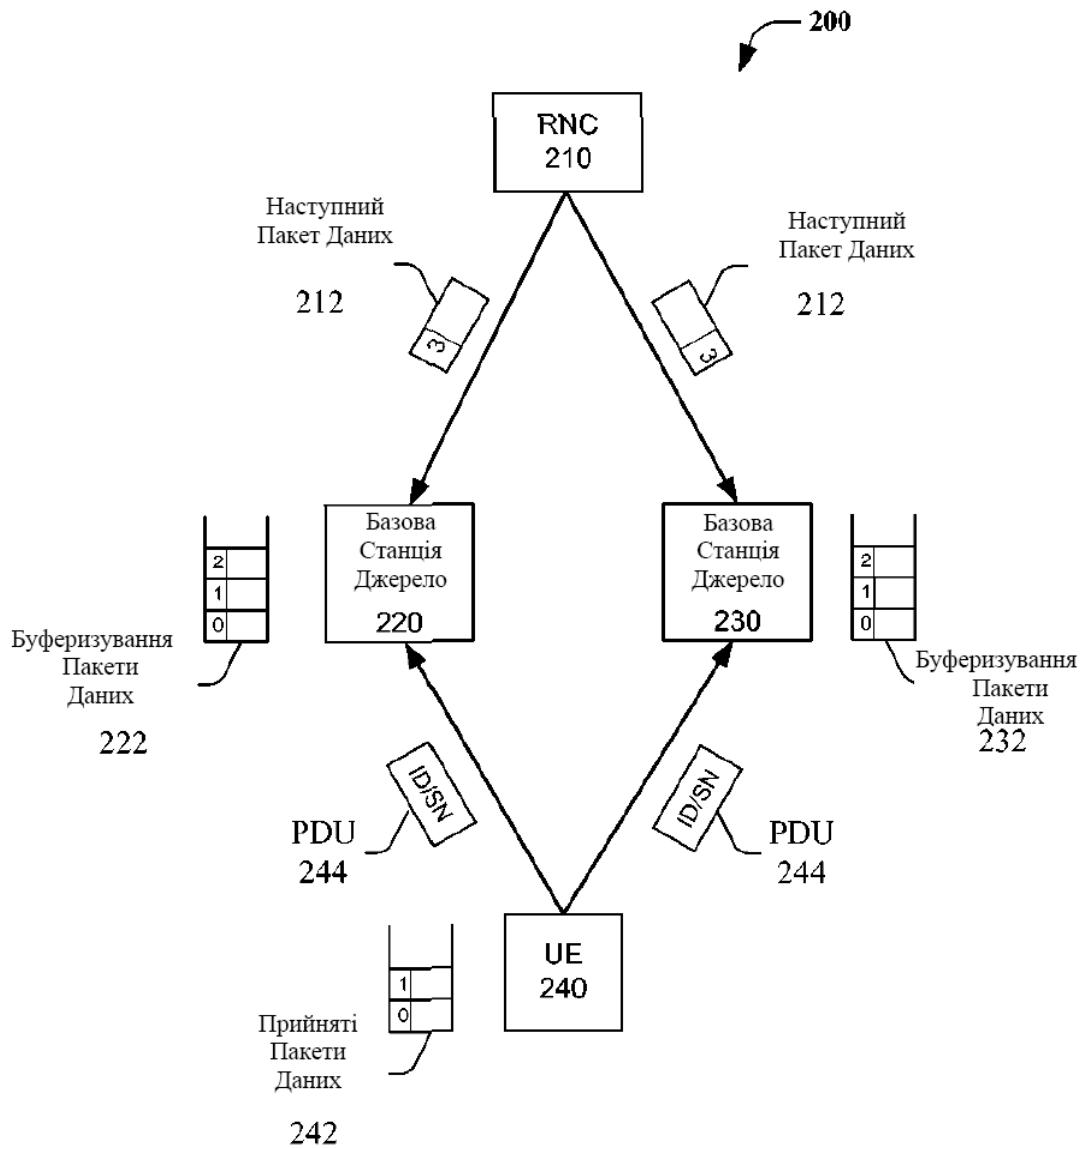 200
RNC
210
Наступний
Пакет Даних
212
3
Наступний
Пакет Даних
212
3
2
1
0
Базова
Станція
Джерело
220
Базова
Станція
Джерело
230
2
1
0
Буферизування
Пакети
Даних
222
Буферизування
Пакети
Даних
232
ID/SN
PDU
244
ID/SN
PDU
244
UE
240
1
0
Прийняті
Пакети
Даних
242